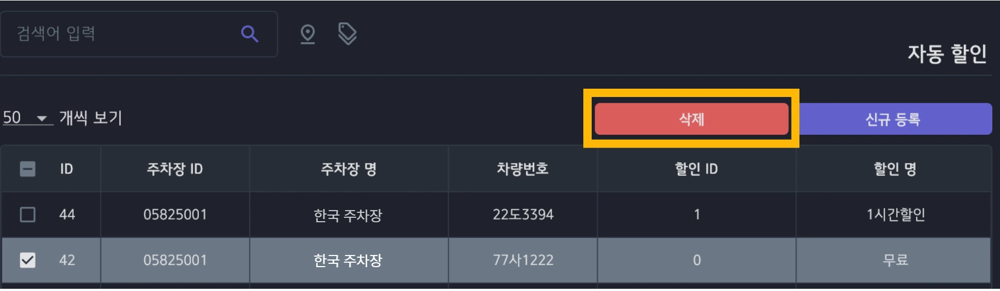 검색어 입력
자동 할인
50 개씩 보기
삭제
신규 등록
ID 주차장 ID 주차장 명 차량번호 할인 ID 할인 명
44 05825001 한국 주차장 22도3394 1 1시간할인
42 05825001 한국 주차장 77사1222 0 무료